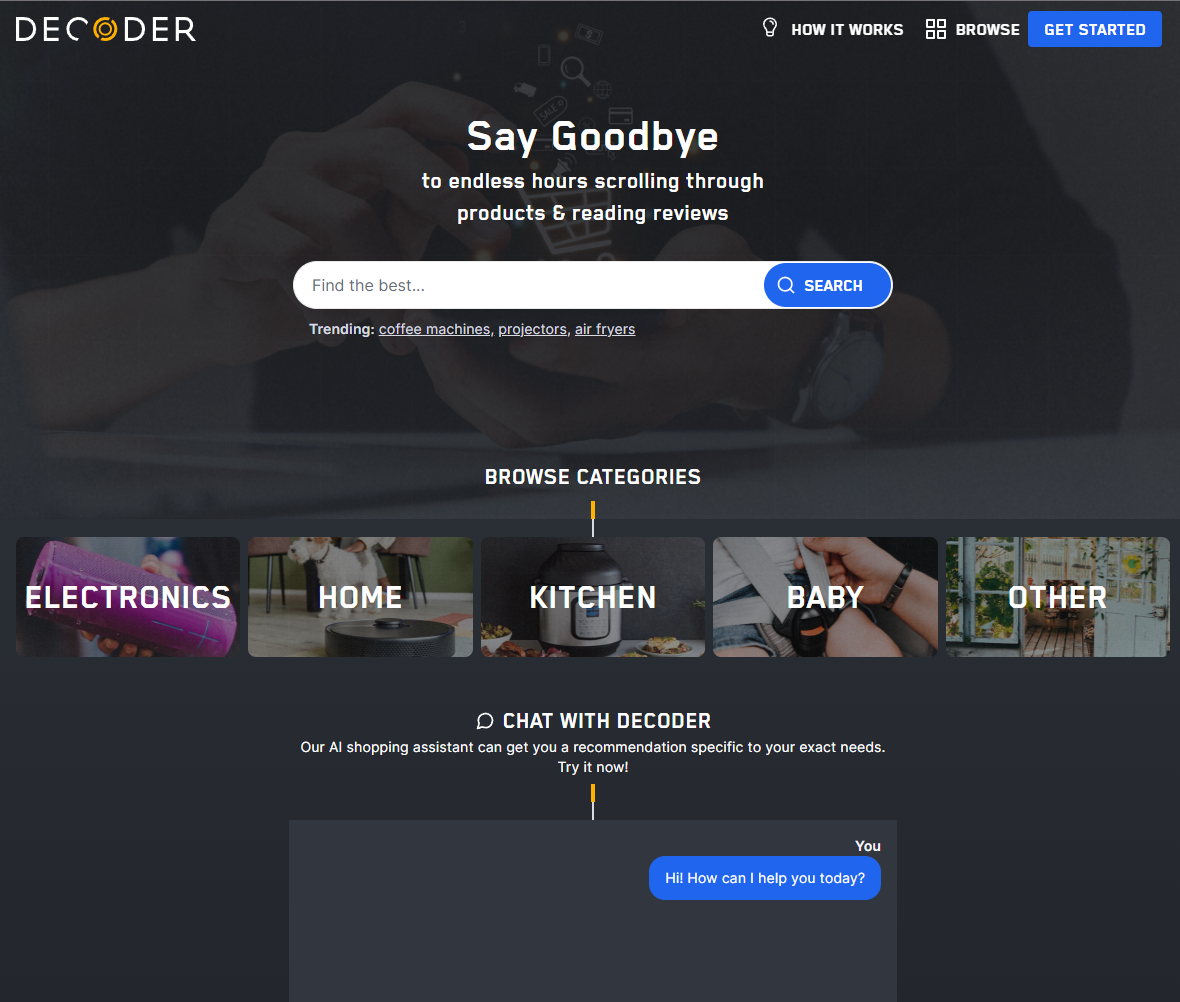 DECODER
HOW IT WORKS
BROWSE
GET STARTED
SALE
Say Goodbye
to endless hours scrolling through
products & reading reviews
Find the best...
SEARCH
Trending: coffee machines, projectors, air fryers
BROWSE CATEGORIES
ELECTRONICS
HOME
KITCHEN
BABY
OTHER
CHAT WITH DECODER
Our AI shopping assistant can get you a recommendation specific to your exact needs.
Try it now!
You
Hi! How can I help you today?